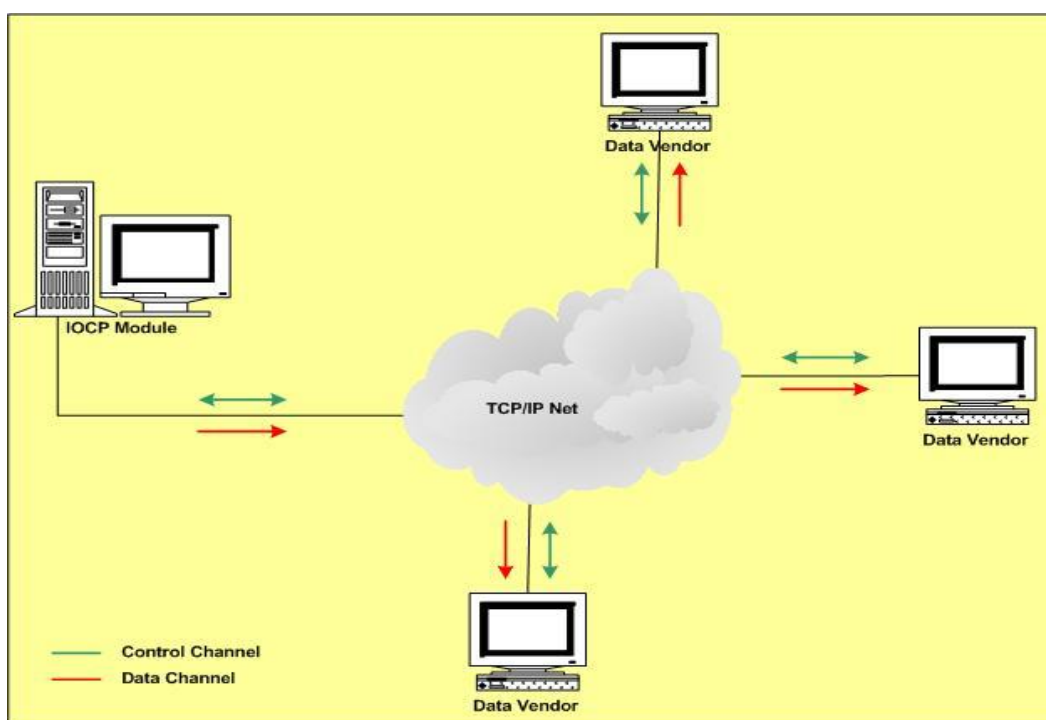 Data Vendor
IOCP Module
TCP/IP Net
Data Vendor
Control Channel
Data Channel
Data Vendor